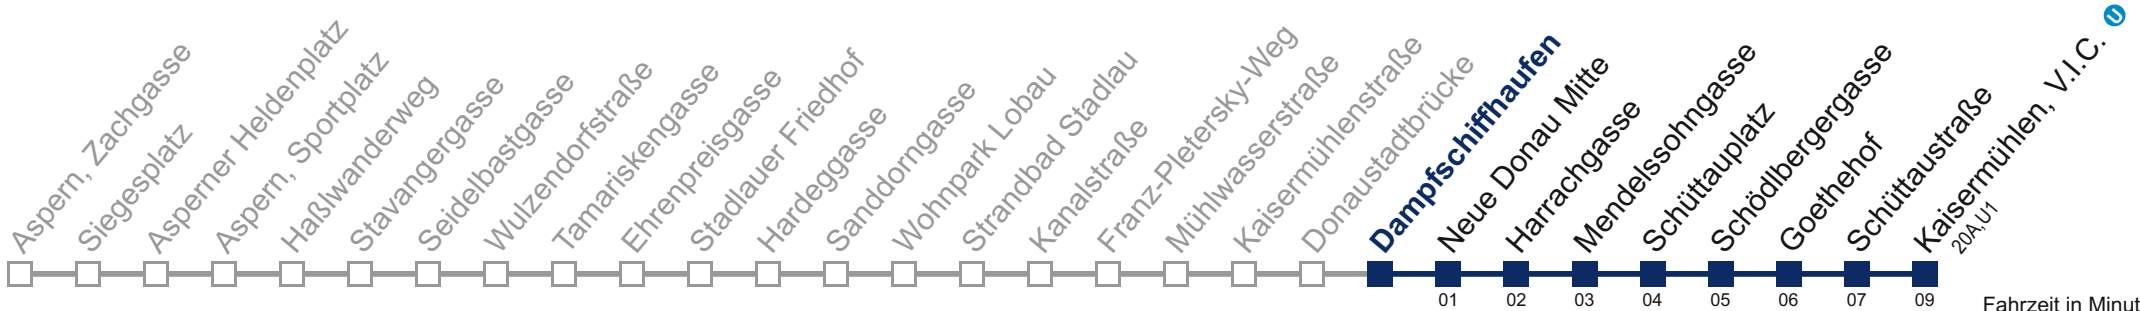 Aspern, Zachgasse
Siegesplatz
Asperner Heldenplatz
Aspern, Sportplatz
Haßlwanderweg
Stavangergasse
Seidelbastgasse
Wulzendorfstraße
Tamariskengasse
Ehrenpreisgasse
Stadlauer Friedhof
Hardeggasse
Sanddorngasse
Wohnpark Lobau
Strandbad Stadlau
Kanalstraße
Franz-Pletersky-Weg
Mühlwasserstraße
Kaisermühlenstraße
Donaustadtbrücke
Dampfschiffhaufen
Neue Donau Mitte
Harrachgasse
Mendelssohngasse
Schüttauplatz
Schödlbergergasse
Goethehof
Schüttaustraße
Kaisermühlen, V.I.C. U
20A,U1
01 02 03 04 05 06 07 09
Fahrzeit in Minut